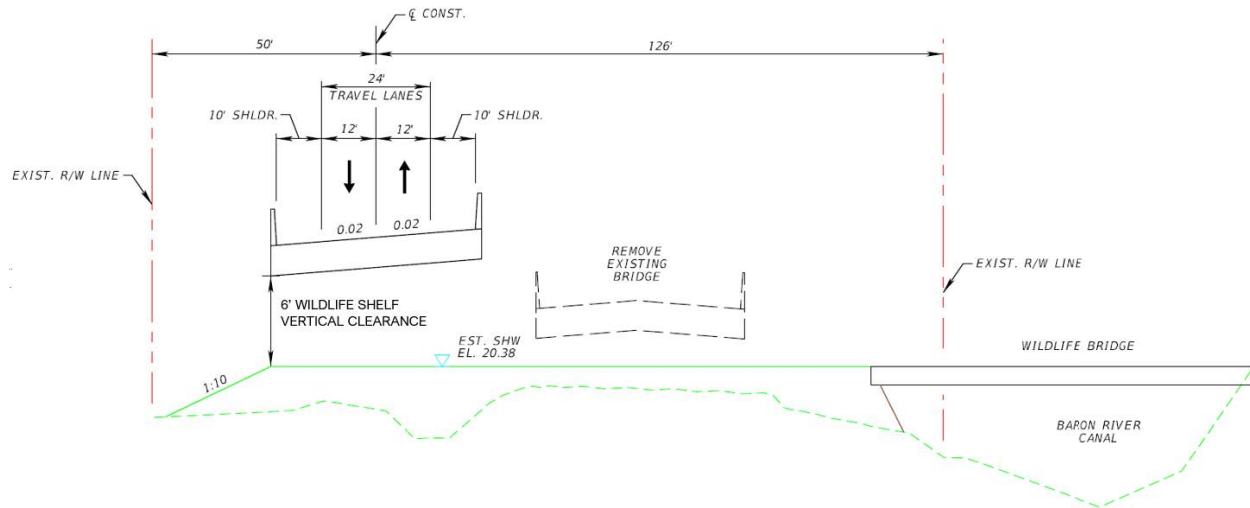 ℄ CONST.
50'
126'
24'
TRAVEL LANES
10' SHLDR.
12'
12'
10' SHLDR.
EXIST. R/W LINE
0.02
0.02
REMOVE
EXISTING
BRIDGE
EXIST. R/W LINE
6' WILDLIFE SHELF
VERTICAL CLEARANCE
EST. SHW
EL. 20.38
WILDLIFE BRIDGE
1:10
BARON RIVER
CANAL